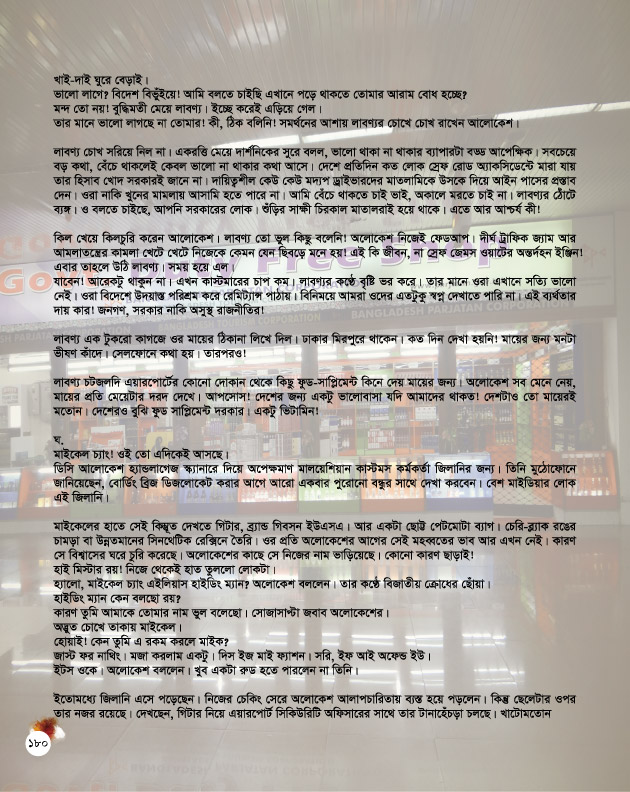 খাই-দাই ঘুরে বেড়াই।
ভালো লাগে? বিদেশ বিভুঁইয়ে! আমি বলতে চাইছি এখানে পড়ে থাকতে তোমার আরাম বোধ হচ্ছে?
মন্দ তো নয়! বুদ্ধিমতী মেয়ে লাবণ্য। ইচ্ছে করেই এড়িয়ে গেল।
তার মানে ভালো লাগছে না তোমার! কী, ঠিক বলিনি! সমর্থনের আশায় লাবণ্যর চোখে চোখ রাখেন আলোকেশ।
লাবণ্য চোখ সরিয়ে নিল না। একরত্তি মেয়ে দার্শনিকের সুরে বলল, ভালো থাকা না থাকার ব্যাপারটা বড্ড আপেক্ষিক। সবচেয়ে
বড় কথা, বেঁচে থাকলেই কেবল ভালো না থাকার কথা আসে। দেশে প্রতিদিন কত লোক স্রেফ রোড অ্যাকসিডেন্টে মারা যায়
তার হিসাব খোদ সরকারই জানে না। দায়িত্বশীল কেউ কেউ মদ্যপ ড্রাইভারদের মাতলামিকে উসকে দিয়ে আইন পাসের প্রস্তাব
দেন। ওরা নাকি খুনের মামলায় আসামি হতে পারে না। আমি বেঁচে থাকতে চাই ভাই, অকালে মরতে চাই না। লাবণ্যর ঠোঁটে
ব্যঙ্গ। ও বলতে চাইছে, আপনি সরকারের লোক। শুঁড়ির সাক্ষী চিরকাল মাতালরাই হয়ে থাকে। এতে আর আশ্চর্য কী!
কিল খেয়ে কিলচুরি করেন আলোকেশ। লাবণ্য তো ভুল কিছু বলেনি! অলোকেশ নিজেই ফেডআপ। দীর্ঘ ট্রাফিক জ্যাম আর
আমলাতন্ত্রের কামলা খেটে খেটে নিজেকে কেমন যেন ছিবড়ে মনে হয়! এই কি জীবন, না স্রেফ জেমস ওয়াটের অন্তর্দহন ইঞ্জিন!
এবার তাহলে উঠি লাবণ্য। সময় হয়ে এল।
যাবেন! আরেকটু থাকুন না। এখন কাস্টমারের চাপ কম। লাবণ্যর কণ্ঠে বৃষ্টি ভর করে। তার মানে ওরা এখানে সত্যি ভালো
নেই। ওরা বিদেশে উদয়াস্ত পরিশ্রম করে রেমিট্যান্স পাঠায়। বিনিময়ে আমরা ওদের এতটুকু স্বপ্ন দেখাতে পারি না। এই ব্যর্থতার
দায় কার! জনগণ, সরকার নাকি অসুস্থ রাজনীতির!
লাবণ্য এক টুকরো কাগজে ওর মায়ের ঠিকানা লিখে দিল। ঢাকার মিরপুরে থাকেন। কত দিন দেখা হয়নি! মায়ের জন্য মনটা
ভীষণ কাঁদে। সেলফোনে কথা হয়। তারপরও!
লাবণ্য চটজলদি এয়ারপোর্টের কোনো দোকান থেকে কিছু ফুড-সাপ্লিমেন্ট কিনে দেয় মায়ের জন্য। অলোকেশ সব মেনে নেয়,
মায়ের প্রতি মেয়েটার দরদ দেখে। আপসোস! দেশের জন্য একটু ভালোবাসা যদি আমাদের থাকত! দেশটাও তো মায়েরই
মতোন। দেশেরও বুঝি ফুড সাপ্লিমেন্ট দরকার। একটু ভিটামিন!
ঘ.
মাইকেল চ্যাং! ওই তো এদিকেই আসছে।
ডিসি আলোকেশ হ্যান্ডলাগেজ স্ক্যানারে দিয়ে অপেক্ষমাণ মালয়েশিয়ান কাস্টমস কর্মকর্তা জিলানির জন্য। তিনি মুঠোফোনে
জানিয়েছেন, বোর্ডিং ব্রিজ ডিজলোকেট করার আগে আরো একবার পুরোনো বন্ধুর সাথে দেখা করবেন। বেশ মাইডিয়ার লোক
এই জিলানি।
মাইকেলের হাতে সেই কিম্ভূত দেখতে গিটার, ব্র্যান্ড গিবসন ইউএসএ। আর একটা ছোট্ট পেটমোটা ব্যাগ। চেরি-ব্ল্যাক রঙের
চামড়া বা উন্নতমানের সিনথেটিক রেক্সিনে তৈরি। ওর প্রতি অলোকেশের আগের সেই মহব্বতের ভাব আর এখন নেই। কারণ
সে বিশ্বাসের ঘরে চুরি করেছে। অলোকেশের কাছে সে নিজের নাম ভাড়িয়েছে। কোনো কারণ ছাড়াই!
হাই মিস্টার রয়! নিজে থেকেই হাত তুললো লোকটা।
হ্যালো, মাইকেল চ্যাং এইলিয়াস হাইডিং ম্যান? অলোকেশ বললেন। তার কণ্ঠে বিজাতীয় ক্রোধের ছোঁয়া।
হাইডিং ম্যান কেন বলছো রয়?
কারণ তুমি আমাকে তোমার নাম ভুল বলেছো। সোজাসাপ্টা জবাব অলোকেশের।
অদ্ভুত চোখে তাকায় মাইকেল।
হোয়াই! কেন তুমি এ রকম করলে মাইক?
জাস্ট ফর নাথিং। মজা করলাম একটু। দিস ইজ মাই ফ্যাশন। সরি, ইফ আই অফেন্ড ইউ।
ইটস ওকে। অলোকেশ বললেন। খুব একটা রুড হতে পারলেন না তিনি।
ইতোমধ্যে জিলানি এসে পড়েছেন। নিজের চেকিং সেরে অলোকেশ আলাপচারিতায় ব্যস্ত হয়ে পড়লেন। কিন্তু ছেলেটার ওপর
তার নজর রয়েছে। দেখছেন, গিটার নিয়ে এয়ারপোর্ট সিকিউরিটি অফিসারের সাথে তার টানাহেঁচড়া চলছে। খাটোমতোন
১৮০